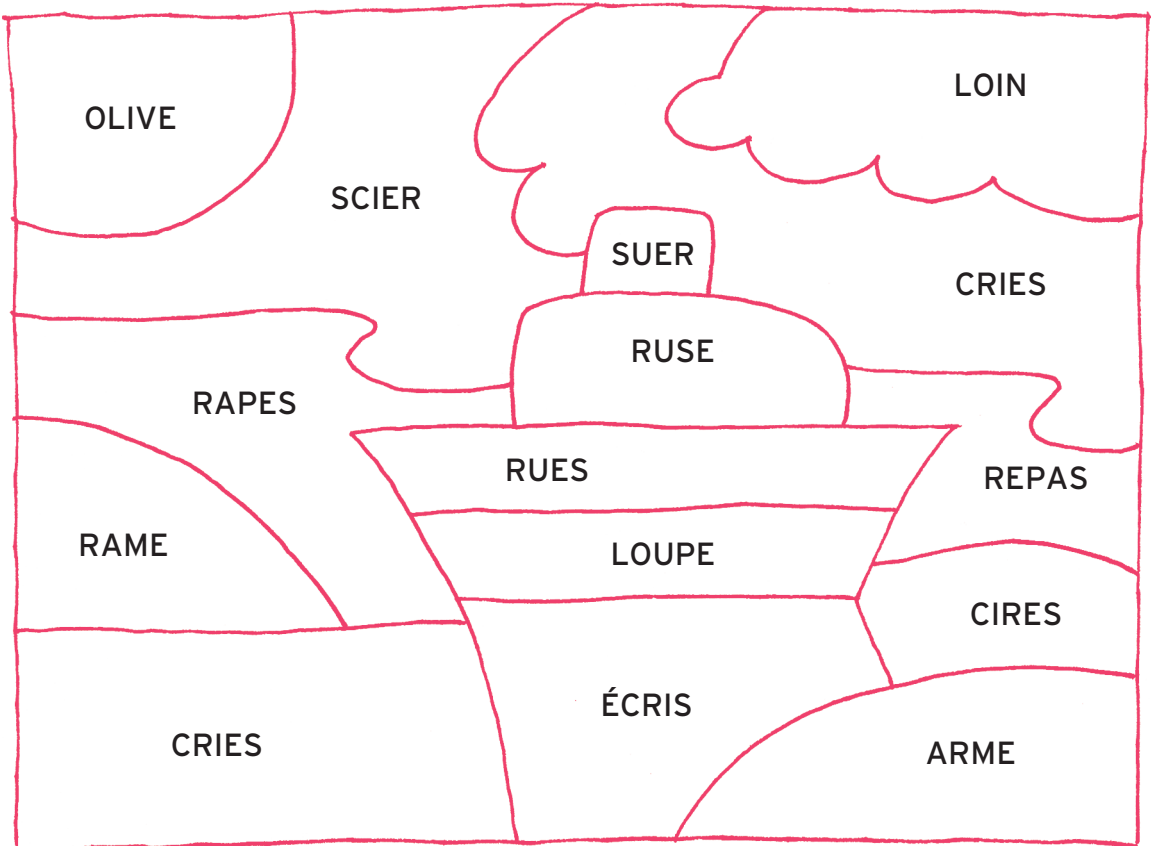 LOIN
OLIVE
SCIER
SUER
CRIES
RUSE
RAPES
RUES
REPAS
RAME
LOUPE
CIRES
ÉCRIS
CRIES
ARME